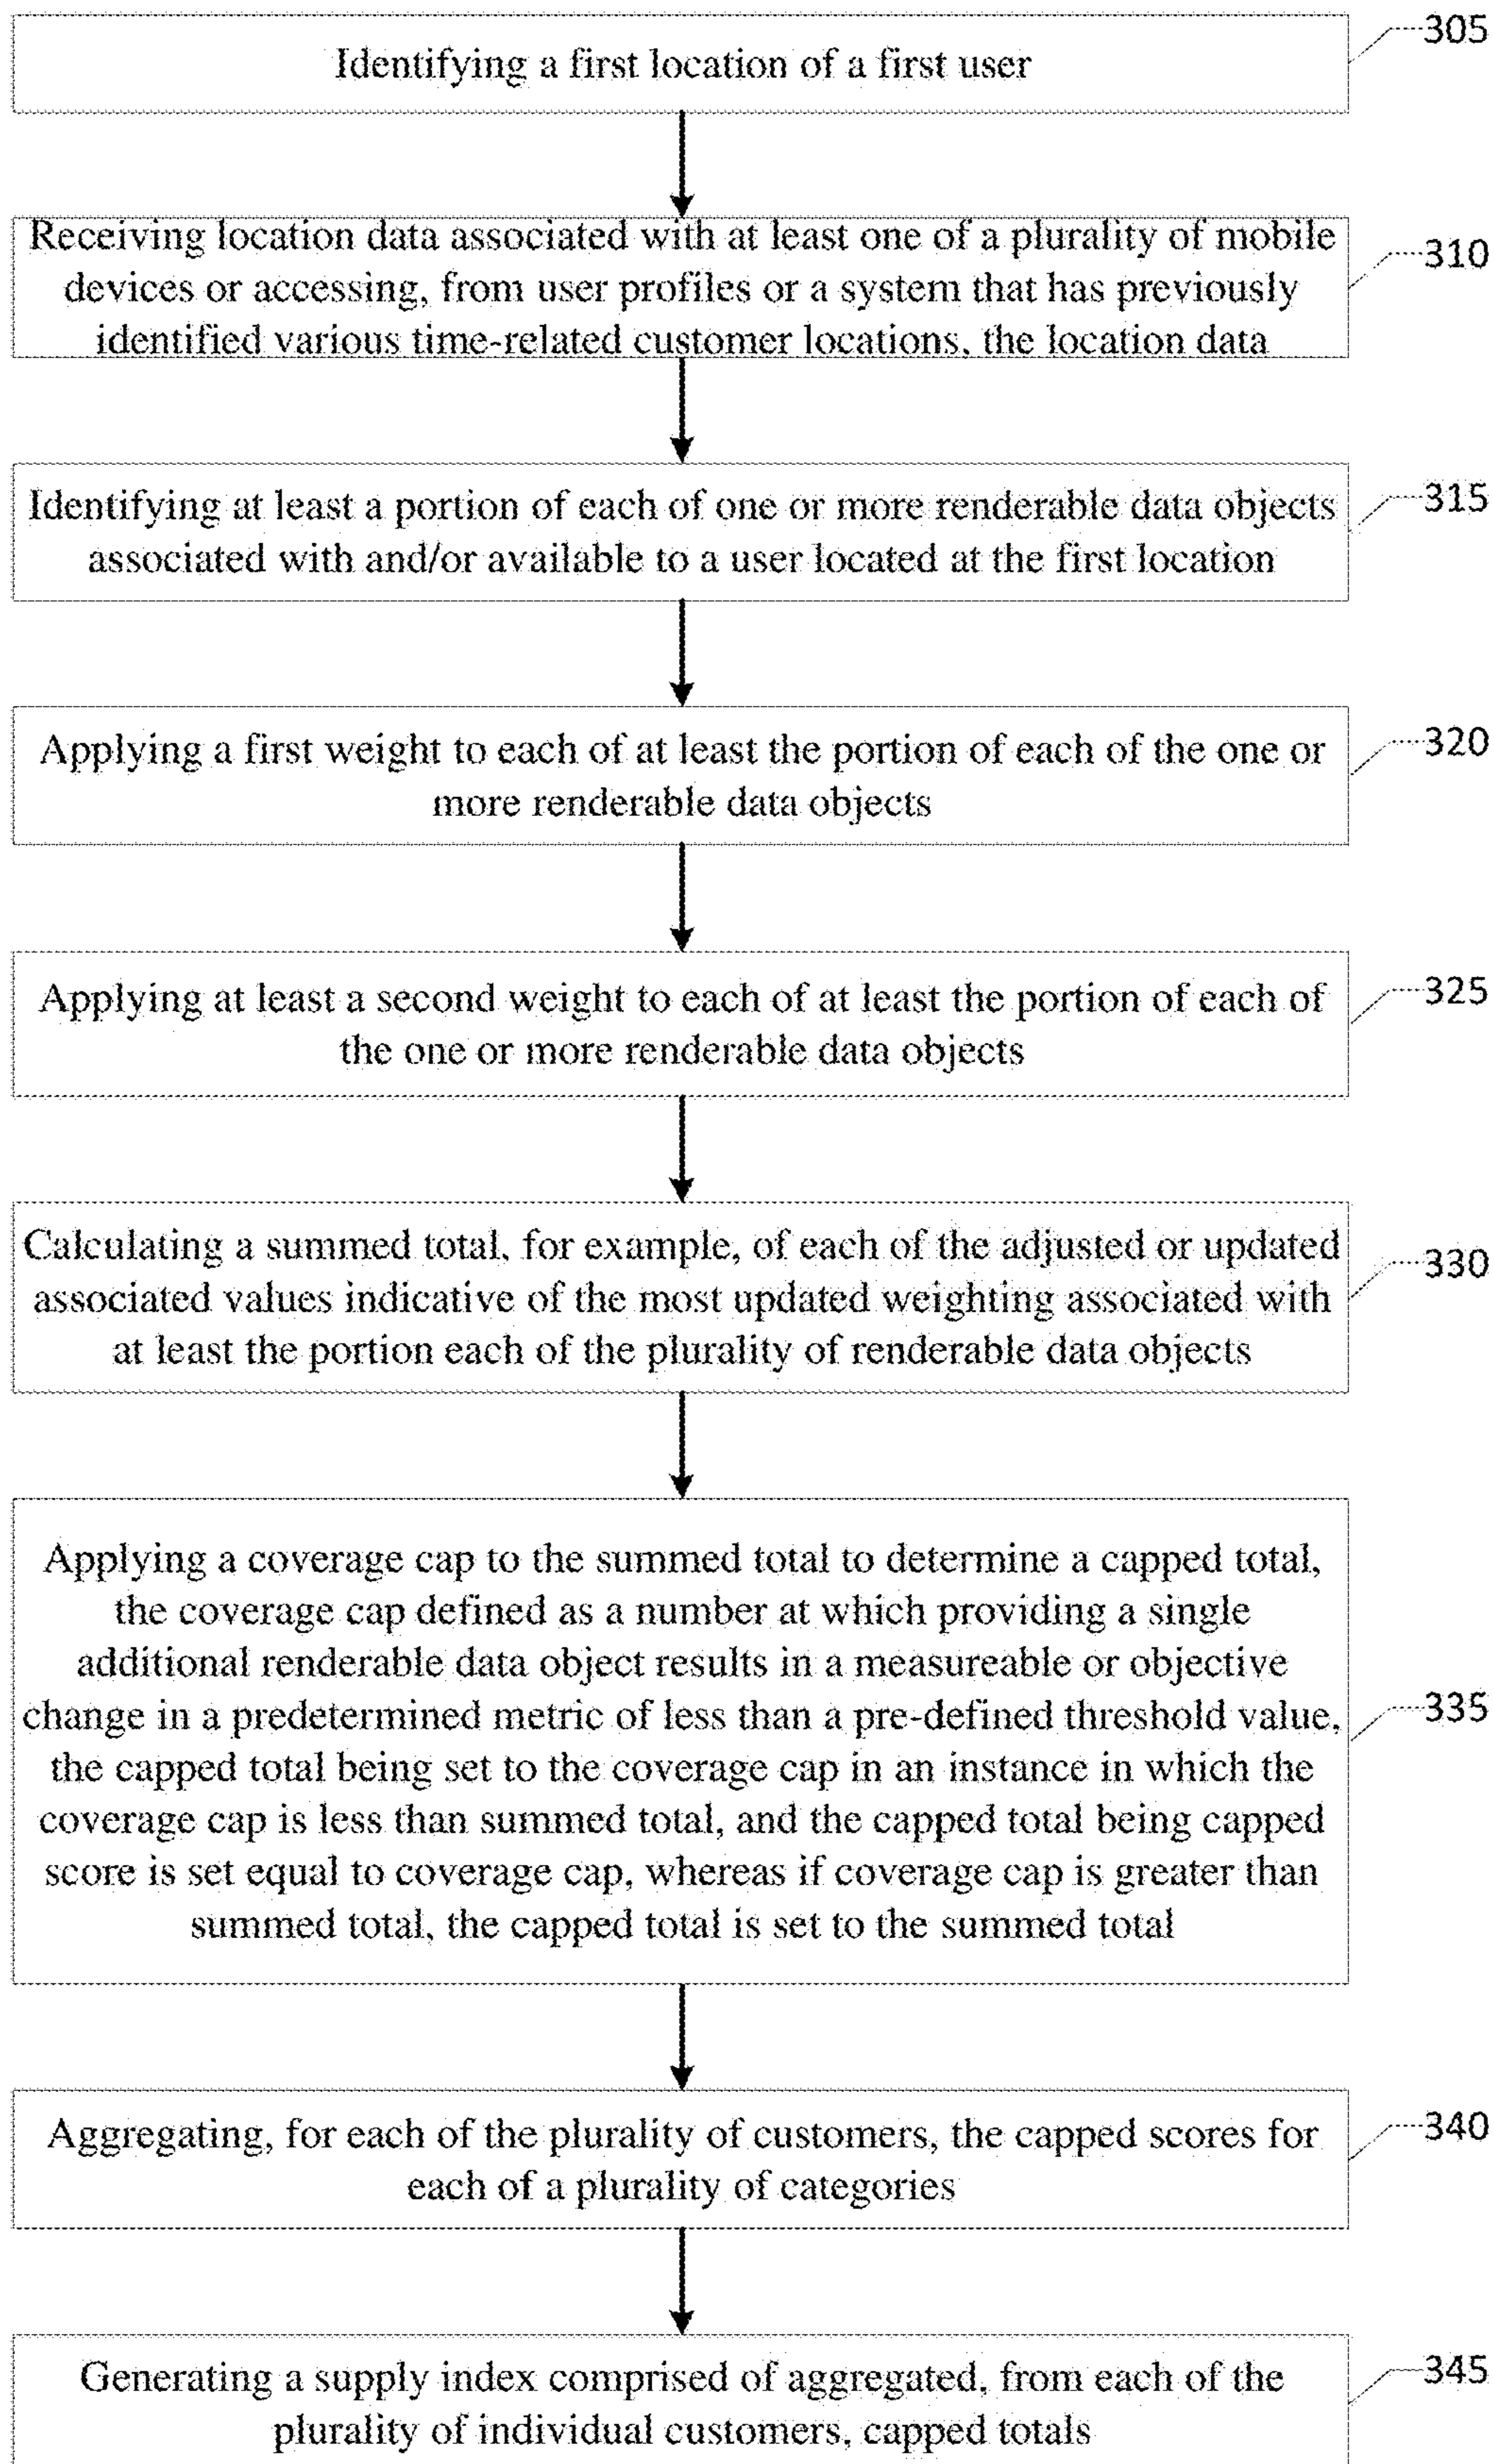 Identifying a first location of a first user
305
Receiving location data associated with at least one of a plurality of mobile
devices or accessing, from user profiles or a system that has previously
identified various time-related customer locations, the location data
310
Identifying at least a portion of each of one or more renderable data objects
associated with and/or available to a user located at the first location
315
Applying a first weight to each of at least the portion of each of the one or
more renderable data objects
320
Applying at least a second weight to each of at least the portion of each of
the one or more renderable data objects
325
Calculating a summed total, for example, of each of the adjusted or updated
associated values indicative of the most updated weighting associated with
at least the portion each of the plurality of renderable data objects
330
Applying a coverage cap to the summed total to determine a capped total,
the coverage cap defined as a number at which providing a single
additional renderable data object results in a measureable or objective
change in a predetermined metric of less than a pre-defined threshold value,
the capped total being set to the coverage cap in an instance in which the
coverage cap is less than summed total, and the capped total being capped
score is set equal to coverage cap, whereas if coverage cap is greater than
summed total, the capped total is set to the summed total
335
Aggregating, for each of the plurality of customers, the capped scores for
each of a plurality of categories
340
Generating a supply index comprised of aggregated, from each of the
plurality of individual customers, capped totals
345